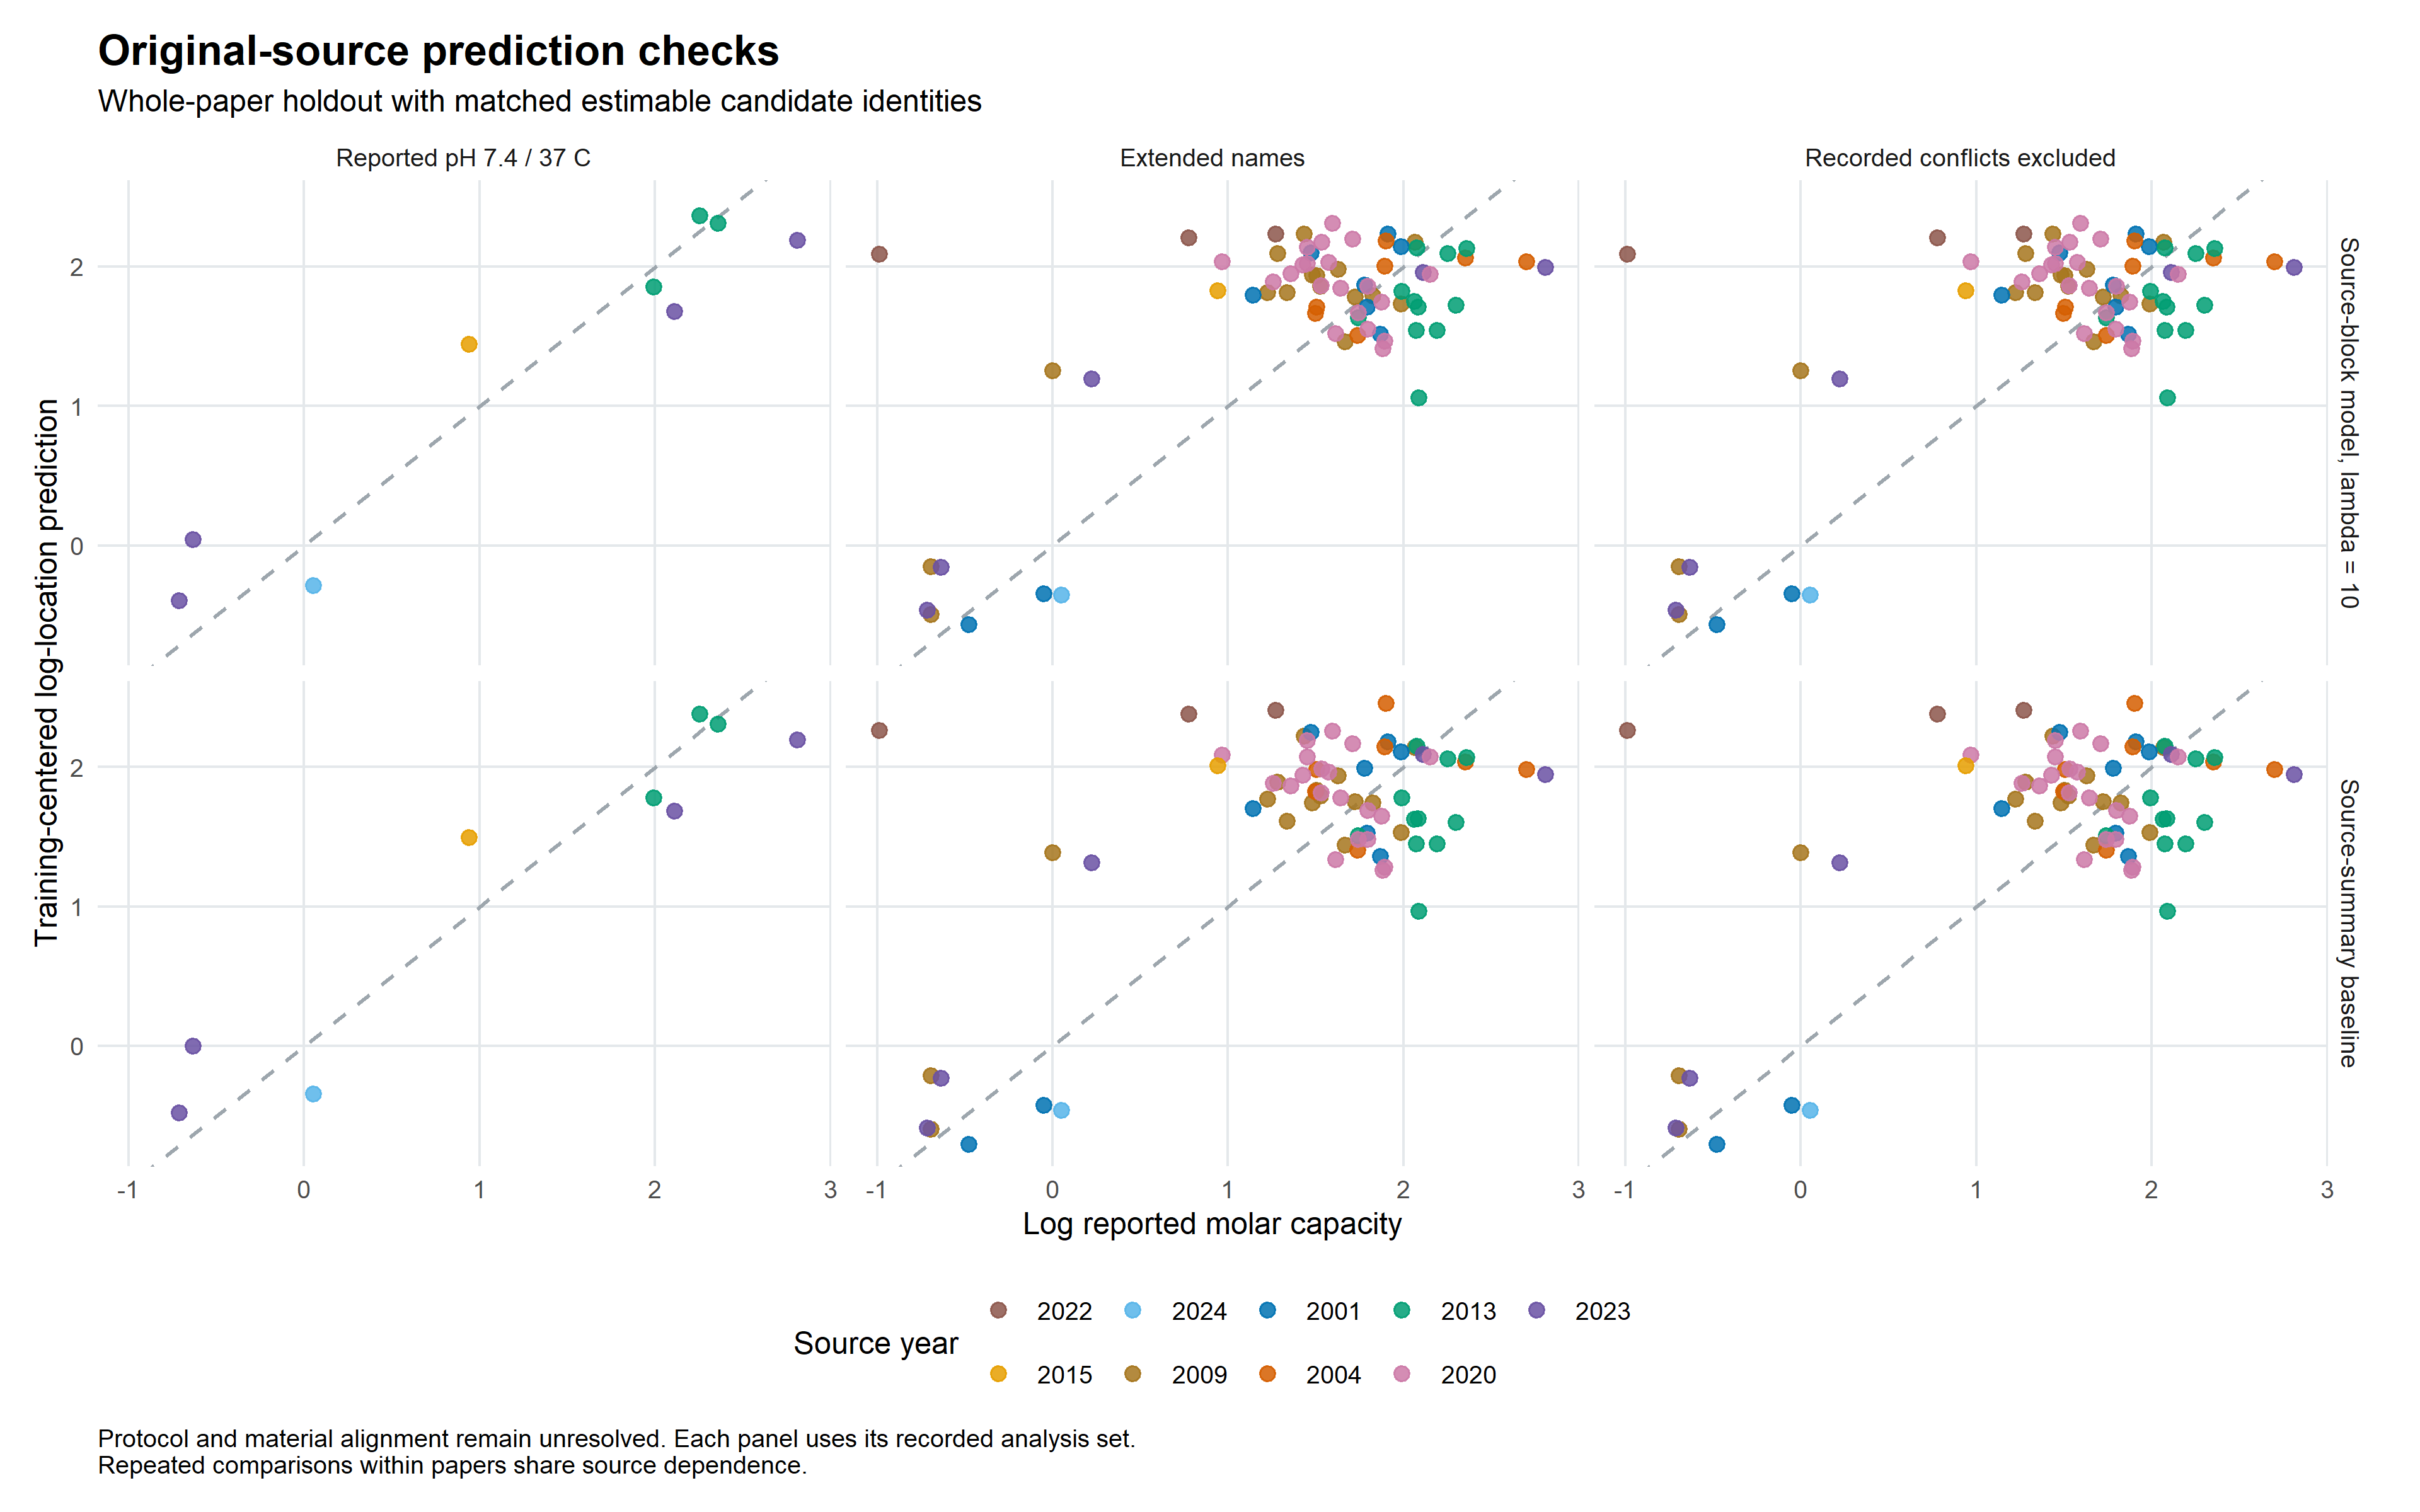 Original-source prediction checks
Whole-paper holdout with matched estimable candidate identities
Reported pH 7.4 / 37 C
Extended names
Recorded conflicts excluded
Training-centered log-location prediction
2
1
0
Source-block model, lambda = 10
2
1
0
Source-summary baseline
-1 0 1 2 3
-1 0 1 2 3
-1 0 1 2 3
Log reported molar capacity
Source year
2022 2024 2001 2013 2023
2015 2009 2004 2020
Protocol and material alignment remain unresolved. Each panel uses its recorded analysis set.
Repeated comparisons within papers share source dependence.